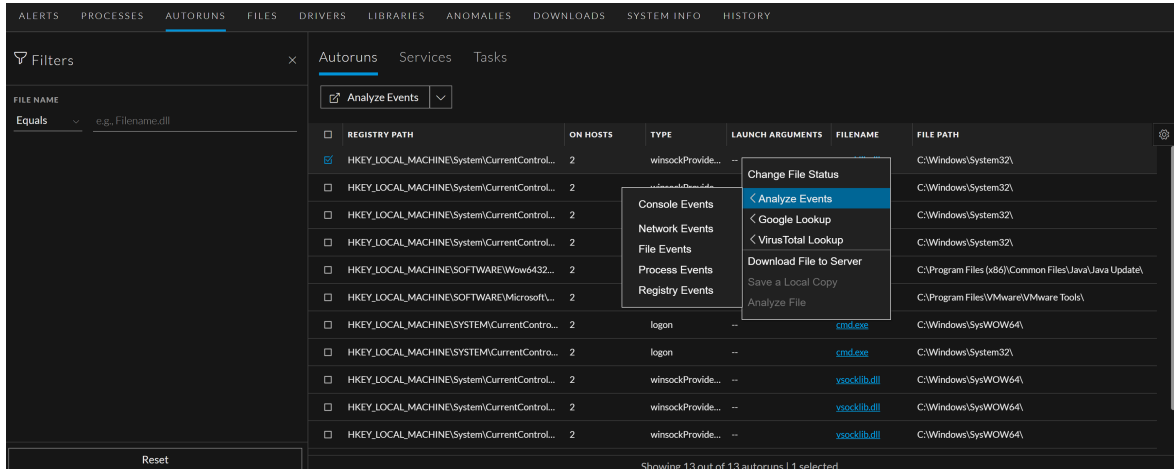 ALERTS PROCESSES AUTORUNS FILES DRIVERS LIBRARIES ANOMALIES DOWNLOADS SYSTEM INFO HISTORY
Filters ×
FILE NAME
Equals e.g., Filename.dll
Reset
Autoruns Services Tasks
Analyze Events
REGISTRY PATH ON HOSTS TYPE LAUNCH ARGUMENTS FILENAME FILE PATH
HKEY_LOCAL_MACHINE\System\CurrentControl... 2 winsockProvide... -- C:\Windows\System32\
HKEY_LOCAL_MACHINE\System\CurrentControl... 2 C:\Windows\System32\
HKEY_LOCAL_MACHINE\System\CurrentControl... 2 C:\Windows\System32\
HKEY_LOCAL_MACHINE\System\CurrentControl... 2 C:\Windows\System32\
HKEY_LOCAL_MACHINE\SOFTWARE\Wow6432... 2 C:\Program Files (x86)\Common Files\Java\Java Update\
HKEY_LOCAL_MACHINE\SOFTWARE\Microsoft\... 2 C:\Program Files\VMware\VMware Tools\
HKEY_LOCAL_MACHINE\SYSTEM\CurrentContro... 2 logon -- cmd.exe C:\Windows\SysWOW64\
HKEY_LOCAL_MACHINE\SYSTEM\CurrentContro... 2 logon -- cmd.exe C:\Windows\System32\
HKEY_LOCAL_MACHINE\System\CurrentControl... 2 winsockProvide... -- vsocklib.dll C:\Windows\SysWOW64\
HKEY_LOCAL_MACHINE\System\CurrentControl... 2 winsockProvide... -- vsocklib.dll C:\Windows\SysWOW64\
HKEY_LOCAL_MACHINE\System\CurrentControl... 2 winsockProvide... -- vsocklib.dll C:\Windows\SysWOW64\
Showing 13 out of 13 autoruns | 1 selected
Change File Status
Analyze Events
Google Lookup
VirusTotal Lookup
Download File to Server
Save a Local Copy
Analyze File
Console Events
Network Events
File Events
Process Events
Registry Events